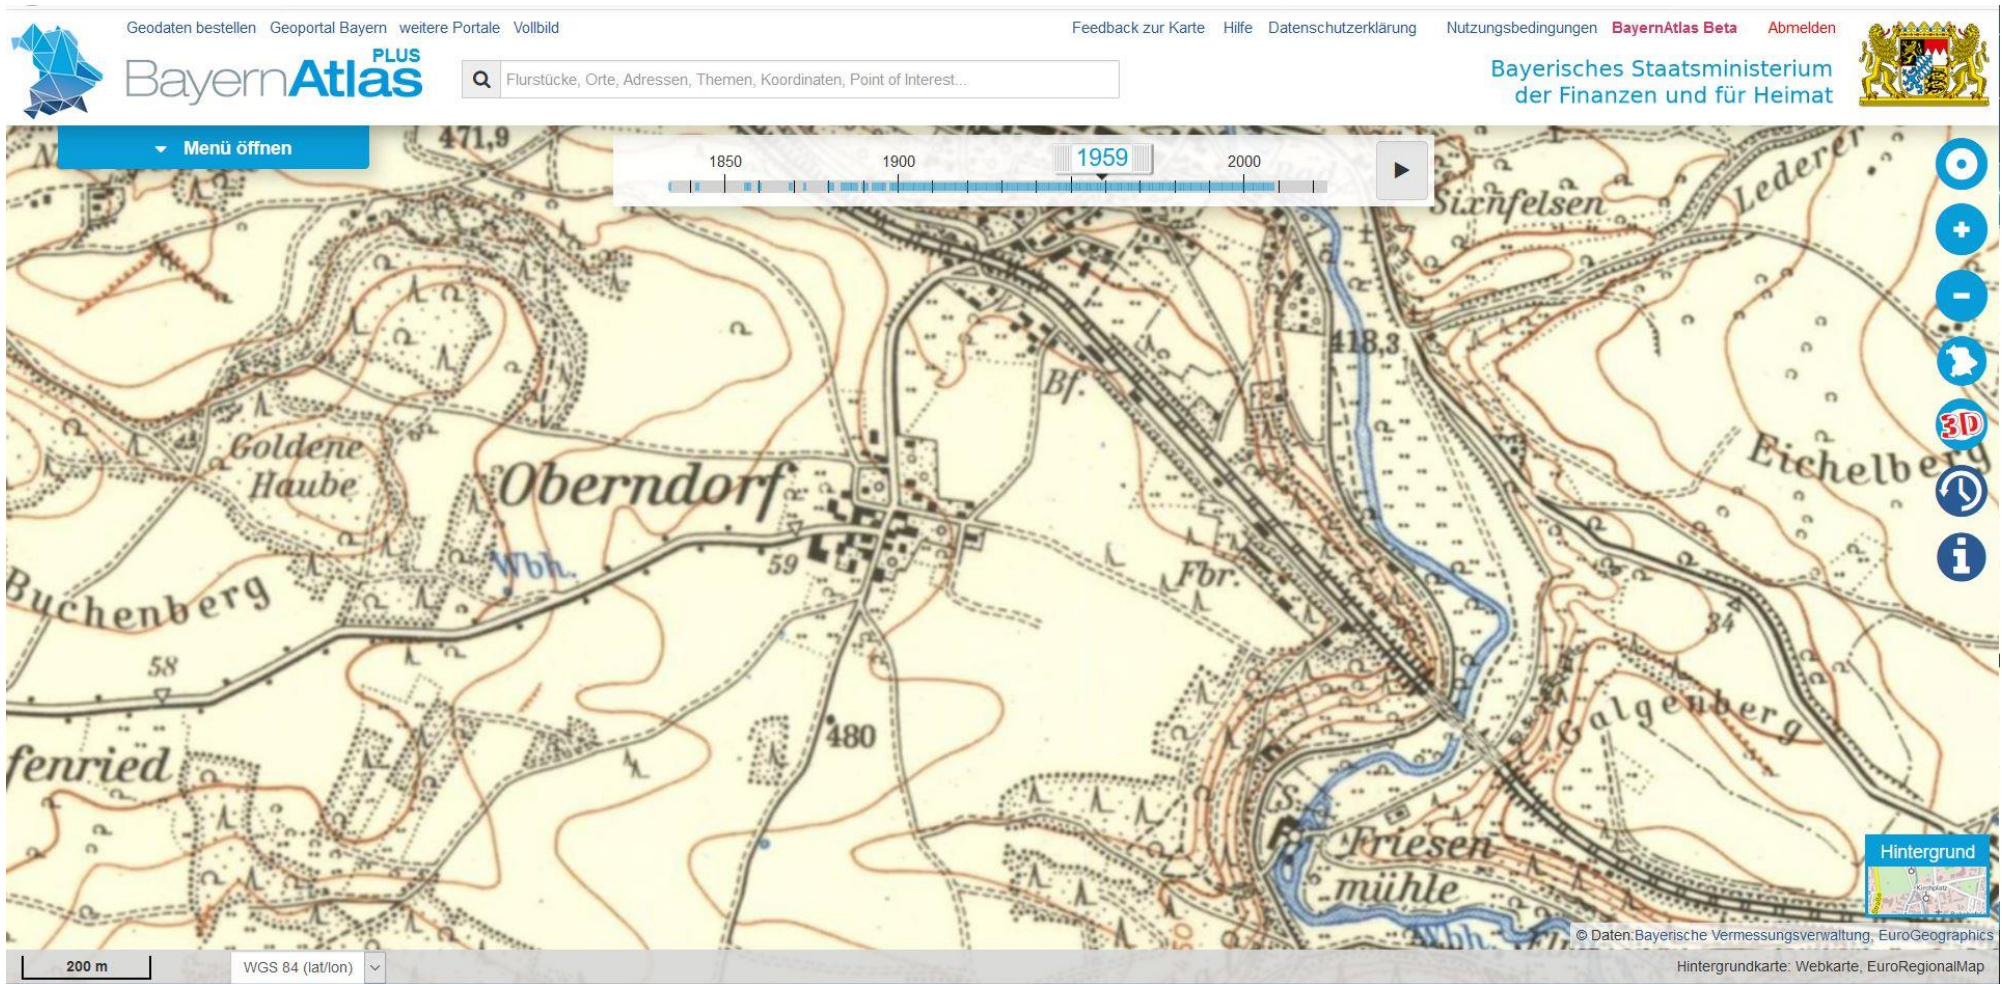 Geodaten bestellen Geoportal Bayern weitere Portale Vollbild
Feedback zur Karte Hilfe Datenschutzerklärung Nutzungsbedingungen BayernAtlas Beta Abmelden
BayernAtlas PLUS
Flurstücke, Orte, Adressen, Themen, Koordinaten, Point of Interest...
Bayerisches Staatsministerium
der Finanzen und für Heimat
Menü öffnen
1850 1900 1959 2000
471,9
Sixnfelsen
Lederer
418,3
Bf.
3D
Goldene
Haube
Oberndorf
Eichelberg
Wbh.
59
Fbr.
Buchenberg
34
58
Galgenberg
480
fenried
S.
Friesen
mühle
Wbh.
Hintergrund
Kirchplatz
© Daten:Bayerische Vermessungsverwaltung, EuroGeographics
200 m
WGS 84 (lat/lon)
Hintergrundkarte: Webkarte, EuroRegionalMap